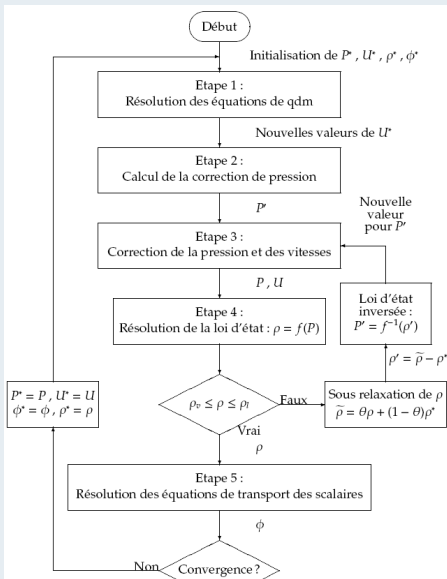 Début
Initialisation de P* , U* , ρ* , ϕ*
Etape 1 :
Résolution des équations de qdm
Nouvelles valeurs de U*
Etape 2 :
Calcul de la correction de pression
P′
Nouvelle
valeur
pour P′
Etape 3 :
Correction de la pression et des vitesses
P , U
Etape 4 :
Résolution de la loi d'état : ρ = f(P)
Loi d'état
inversée :
P′ = f⁻¹(ρ′)
ρ′ = ρ̃ − ρ*
ρᵥ ≤ ρ ≤ ρₗ
Faux
Sous relaxation de ρ
ρ̃ = θρ + (1 − θ)ρ*
P* = P , U* = U
ϕ* = ϕ , ρ* = ρ
Vrai
ρ
Etape 5 :
Résolution des équations de transport des scalaires
ϕ
Non
Convergence ?